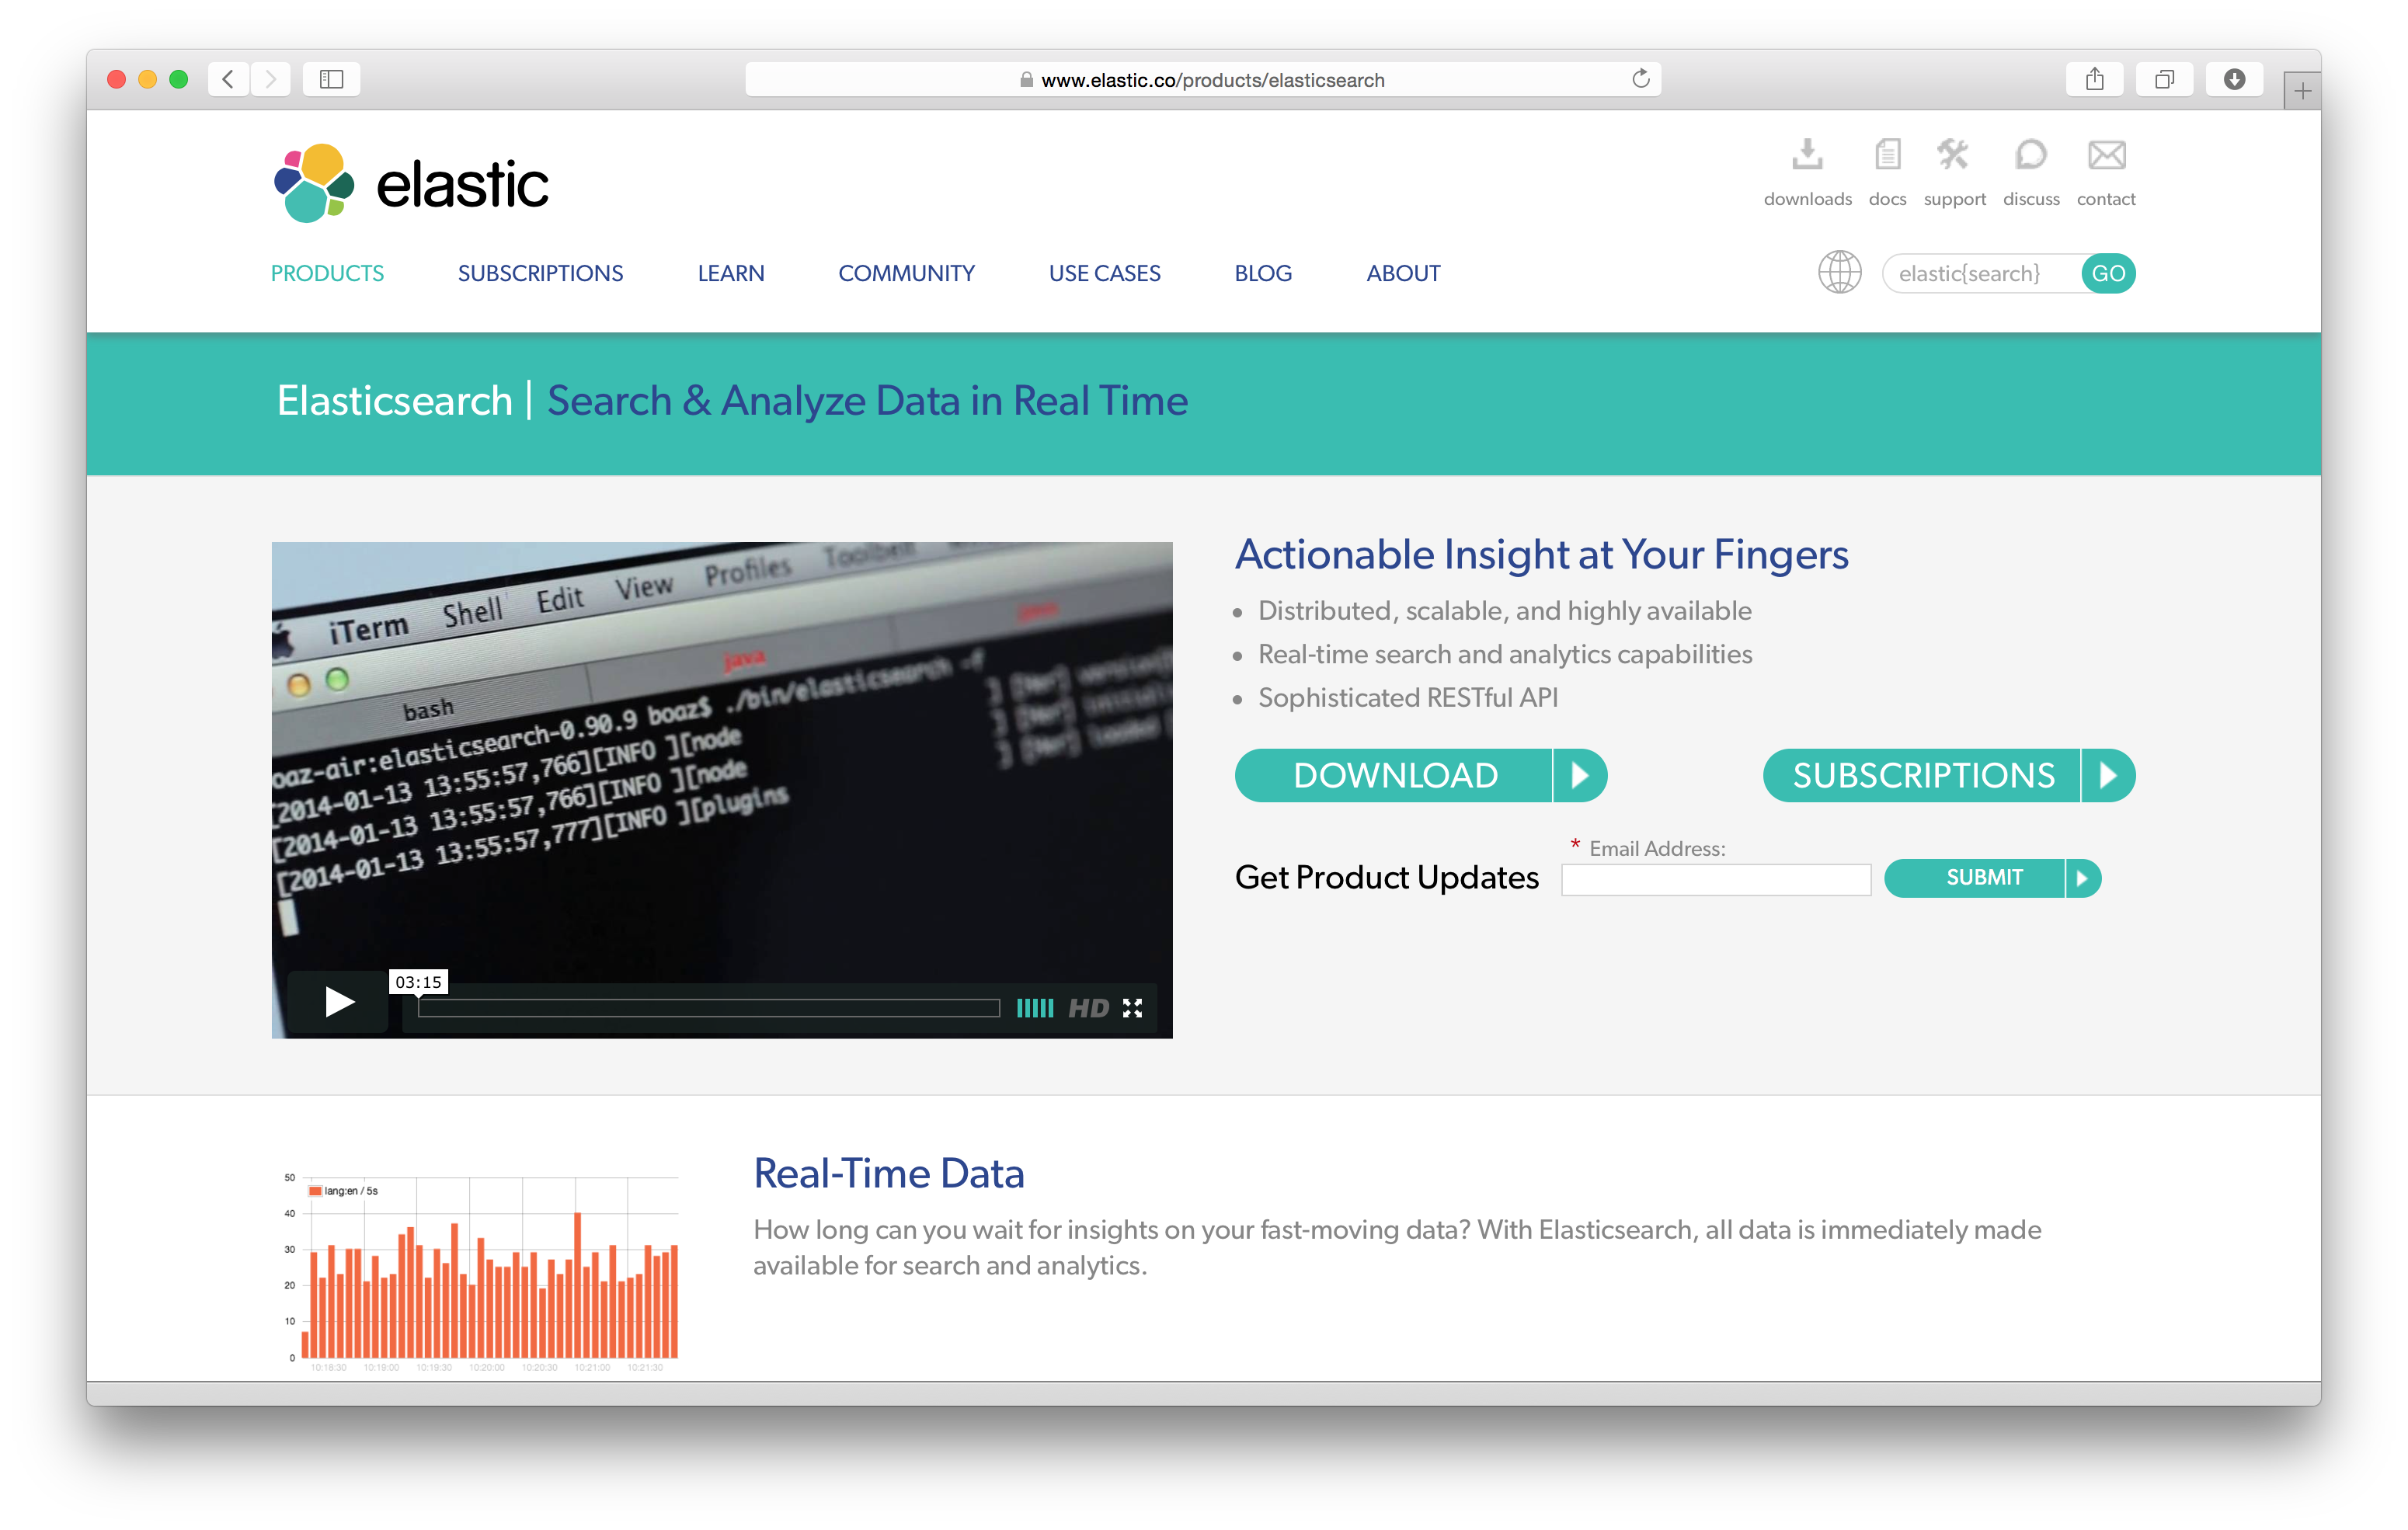 www.elastic.co/products/elasticsearch
elastic
downloads docs support discuss contact
PRODUCTS SUBSCRIPTIONS LEARN COMMUNITY USE CASES BLOG ABOUT
elastic{search} GO
Elasticsearch | Search & Analyze Data in Real Time
iTerm Shell Edit View Profiles Toolbelt
java
java
bash
oaz-air:elasticsearch-0.90.9 boaz$ ./bin/elasticsearch -f
[2014-01-13 13:55:57,766][INFO ][node
[2014-01-13 13:55:57,766][INFO ][node
[2014-01-13 13:55:57,777][INFO ][plugins
03:15
HD
Actionable Insight at Your Fingers
• Distributed, scalable, and highly available
• Real-time search and analytics capabilities
• Sophisticated RESTful API
DOWNLOAD SUBSCRIPTIONS
* Email Address:
Get Product Updates SUBMIT
50
lang:en / 5s
40
30
20
10
0
10:18:30 10:19:00 10:19:30 10:20:00 10:20:30 10:21:00 10:21:30
Real-Time Data
How long can you wait for insights on your fast-moving data? With Elasticsearch, all data is immediately made
available for search and analytics.